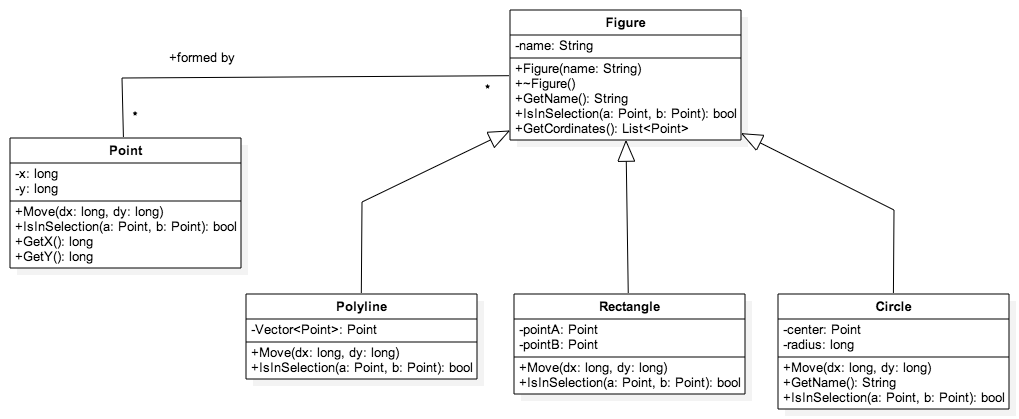 Figure
-name: String
+Figure(name: String)
+~Figure()
+GetName(): String
+IsInSelection(a: Point, b: Point): bool
+GetCordinates(): List<Point>
+formed by
*
*
Point
-x: long
-y: long
+Move(dx: long, dy: long)
+IsInSelection(a: Point, b: Point): bool
+GetX(): long
+GetY(): long
Polyline
-Vector<Point>: Point
+Move(dx: long, dy: long)
+IsInSelection(a: Point, b: Point): bool
Rectangle
-pointA: Point
-pointB: Point
+Move(dx: long, dy: long)
+IsInSelection(a: Point, b: Point): bool
Circle
-center: Point
-radius: long
+Move(dx: long, dy: long)
+GetName(): String
+IsInSelection(a: Point, b: Point): bool